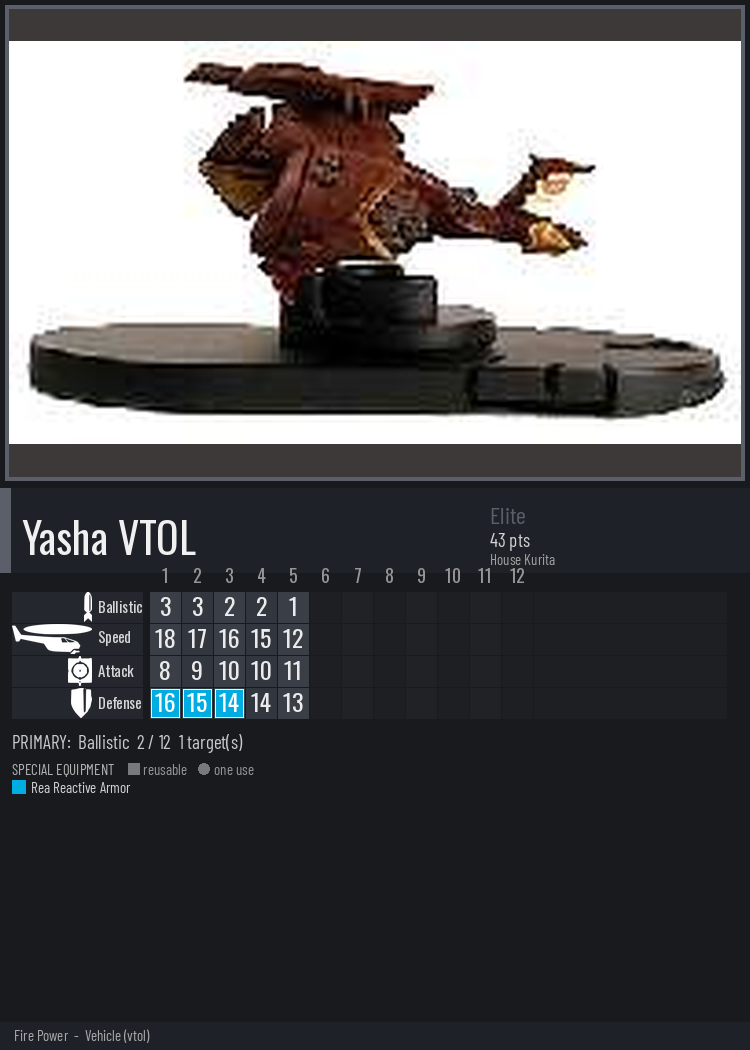 Yasha VTOL
Elite
43 pts
House Kurita
1 2 3 4 5 6 7 8 9 10 11 12
Ballistic 3 3 2 2 1
Speed 18 17 16 15 12
Attack 8 9 10 10 11
Defense 16 15 14 14 13
PRIMARY: Ballistic 2 / 12 1 target(s)
SPECIAL EQUIPMENT reusable one use
Rea Reactive Armor
Fire Power - Vehicle (vtol)